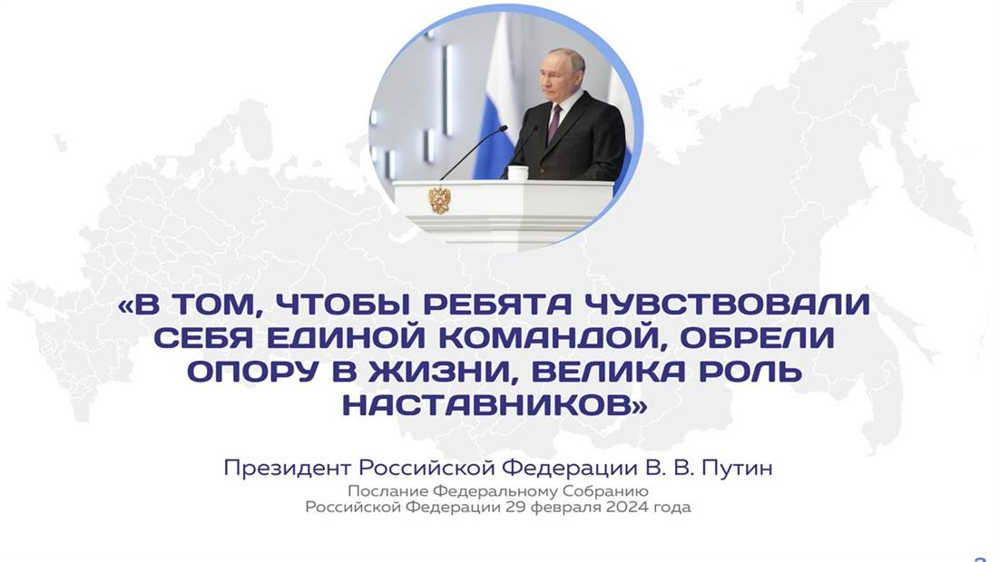 «В ТОМ, ЧТОБЫ РЕБЯТА ЧУВСТВОВАЛИ
СЕБЯ ЕДИНОЙ КОМАНДОЙ, ОБРЕЛИ
ОПОРУ В ЖИЗНИ, ВЕЛИКА РОЛЬ
НАСТАВНИКОВ»
Президент Российской Федерации В. В. Путин
Послание Федеральному Собранию
Российской Федерации 29 февраля 2024 года